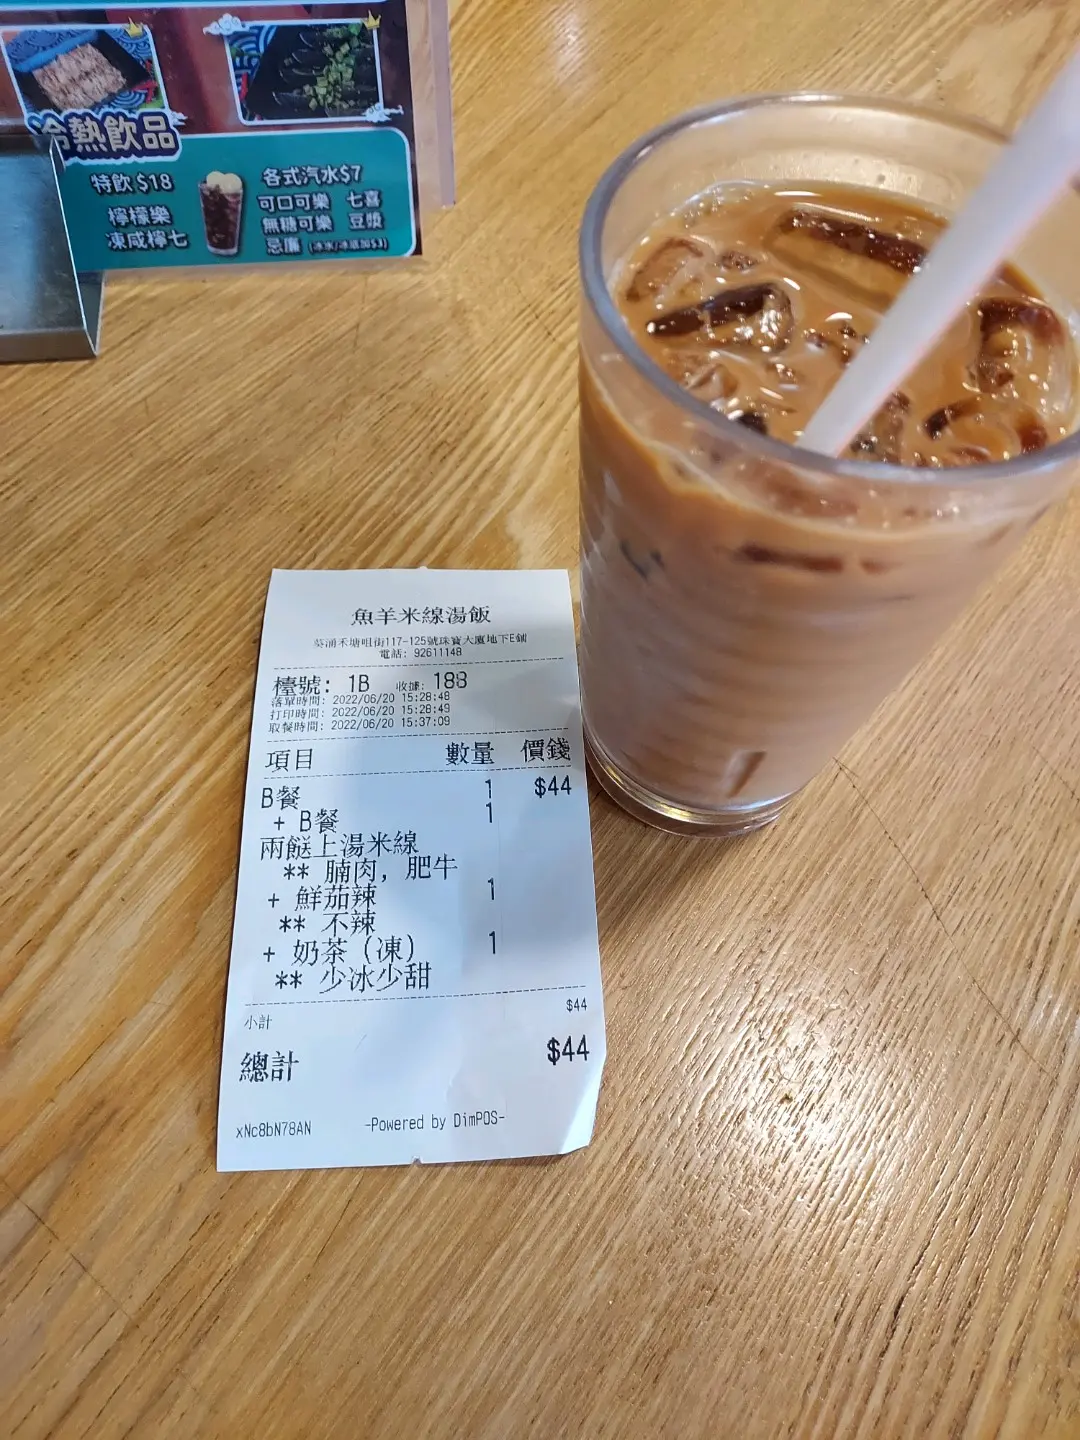 冷熱飲品
特飲 $18
檸檬樂
凍咸檸七
各式汽水$7
可口可樂 七喜
無糖可樂 豆漿
忌廉 (冰水/冰底加$3)
魚羊米線湯飯
葵涌禾塘咀街117-125號珠寶大廈地下E舖
電話: 92611148
檯號: 1B 收據: 188
落單時間: 2022/06/20 15:28:48
打印時間: 2022/06/20 15:28:49
取餐時間: 2022/06/20 15:37:09
項目 數量 價錢
B餐 1 $44
+ B餐 1
兩餸上湯米線
** 腩肉, 肥牛
+ 鮮茄辣 1
** 不辣
+ 奶茶 (凍) 1
** 少冰少甜
小計 $44
總計 $44
xNc8bN78AN -Powered by DimPOS-